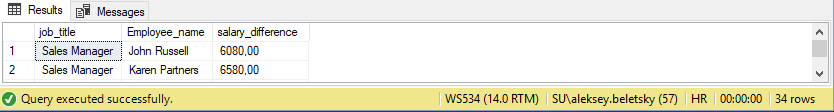 Results Messages
job_title Employee_name salary_difference
1 Sales Manager John Russell 6080,00
2 Sales Manager Karen Partners 6580,00
Query executed successfully. WS534 (14.0 RTM) SU\aleksey.beletsky (57) HR 00:00:00 34 rows